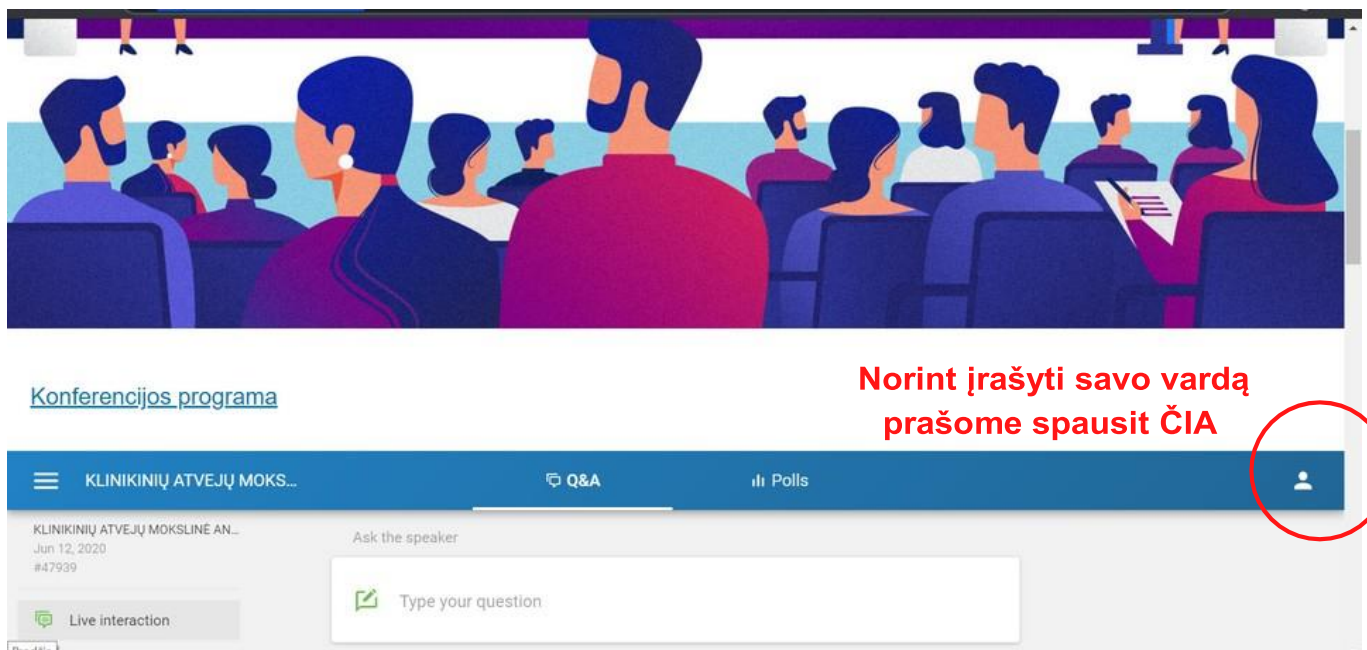 Konferencijos programa
Norint įrašyti savo vardą
prašome spausit ČIA
KLINIKINIŲ ATVEJŲ MOKS...
Q&A
Polls
KLINIKINIŲ ATVEJŲ MOKSLINĖ AN...
Jun 12, 2020
#47939
Ask the speaker
Type your question
Live interaction